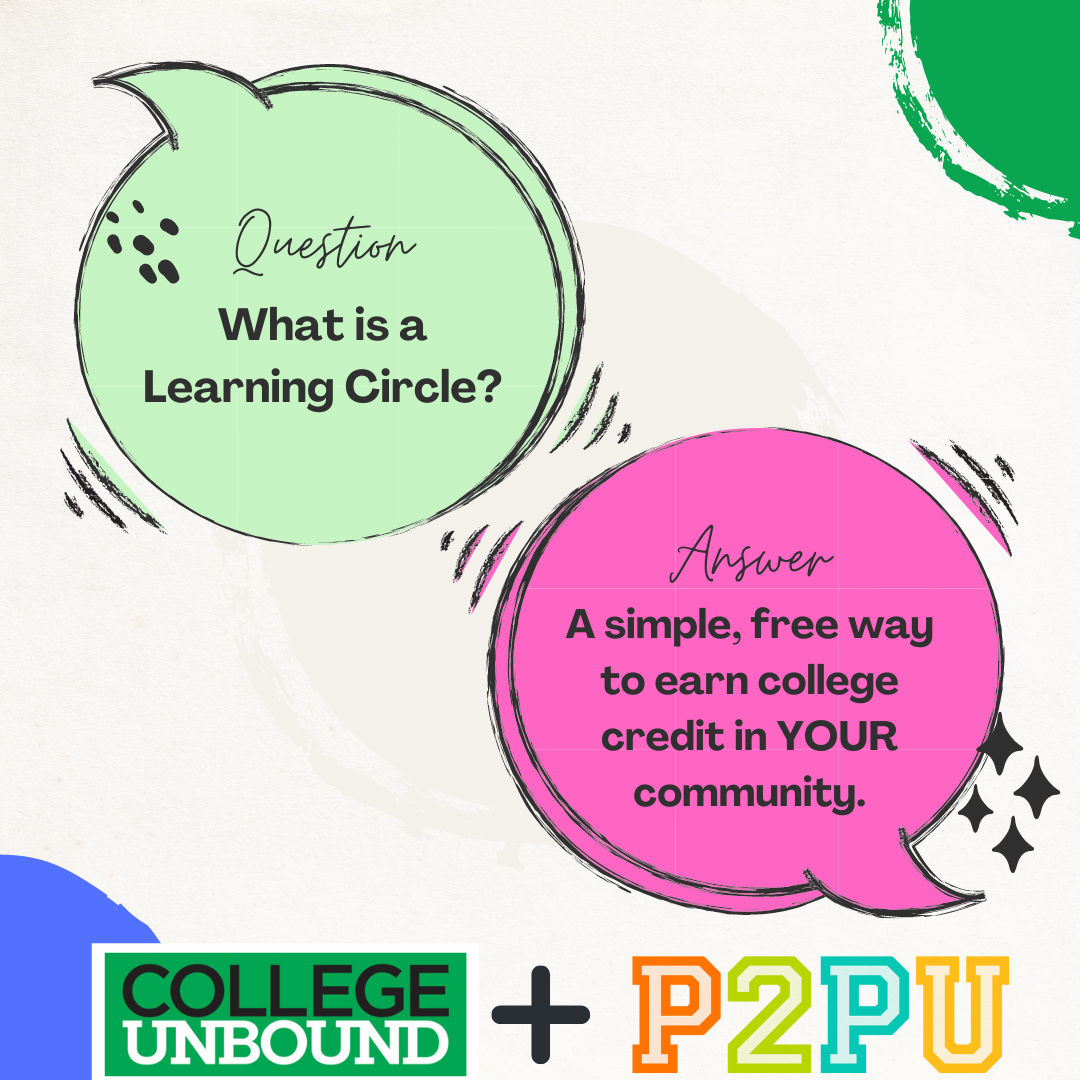 Question
What is a
Learning Circle?
Answer
A simple, free way
to earn college
credit in YOUR
community.
COLLEGE
UNBOUND
+
P2PU